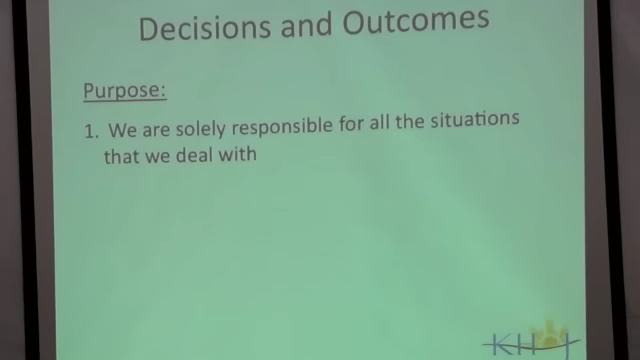 Decisions and Outcomes
Purpose:
1. We are solely responsible for all the situations
that we deal with